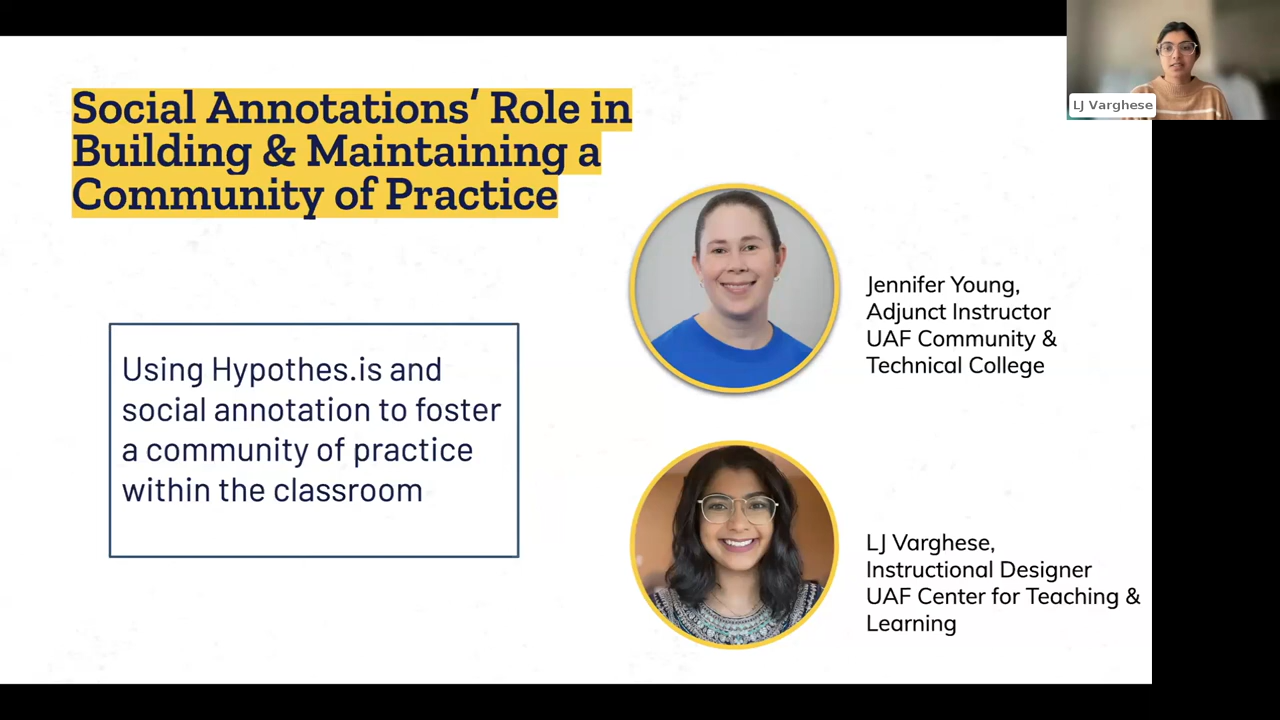 Social Annotations‘ Role in
Building & Maintaining a
Community of Practice
Using Hypothes.is and
social annotation to foster
a community of practice
within the classroom
Jennifer Young,
Adjunct Instructor
UAF Community &
Technical College
LJ Varghese,
Instructional Designer
UAF Center for Teaching &
Learning
LJ Varghese